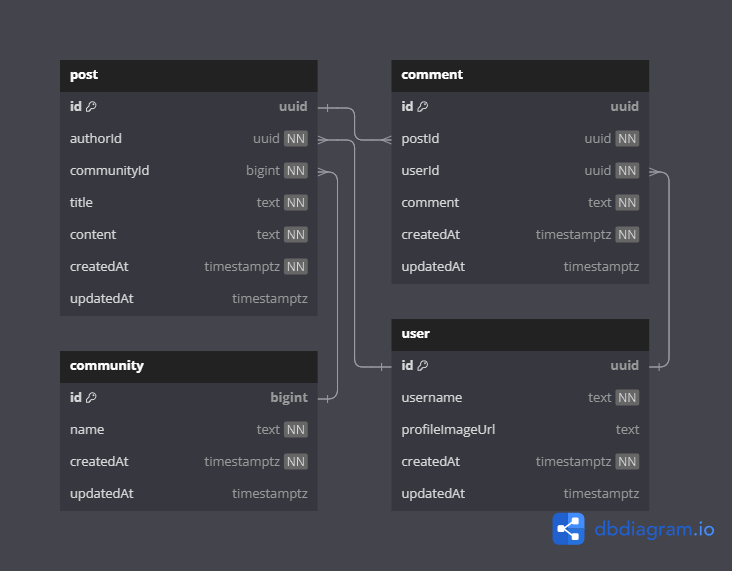 post
id uuid
authorId uuid NN
communityId bigint NN
title text NN
content text NN
createdAt timestamptz NN
updatedAt timestamptz
comment
id uuid
postId uuid NN
userId uuid NN
comment text NN
createdAt timestamptz NN
updatedAt timestamptz
community
id bigint
name text NN
createdAt timestamptz NN
updatedAt timestamptz
user
id uuid
username text NN
profileImageUrl text
createdAt timestamptz NN
updatedAt timestamptz
dbdiagram.io